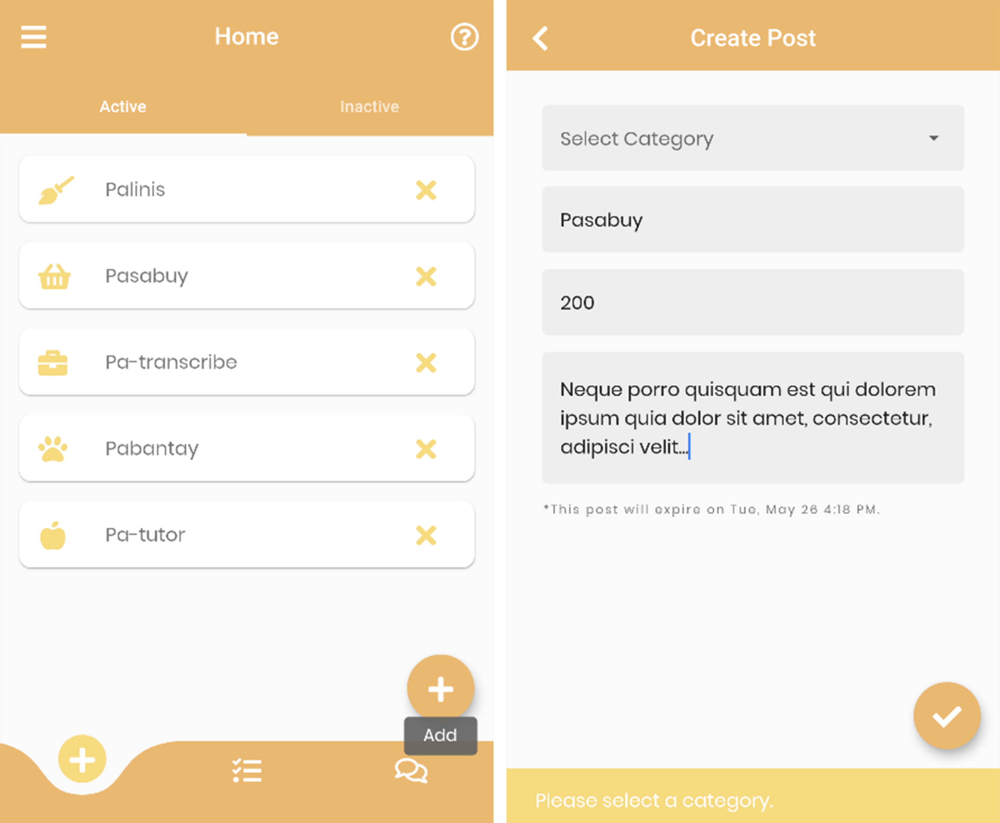 Home
Active
Inactive
Palinis
Pasabuy
Pa-transcribe
Pabantay
Pa-tutor
Add
Create Post
Select Category
Pasabuy
200
Neque porro quisquam est qui dolorem
ipsum quia dolor sit amet, consectetur,
adipisci velit...
*This post will expire on Tue, May 26 4:18 PM.
Please select a category.